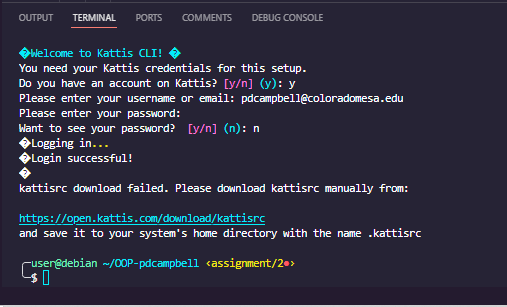 OUTPUT TERMINAL PORTS COMMENTS DEBUG CONSOLE
�Welcome to Kattis CLI! �
You need your Kattis credentials for this setup.
Do you have an account on Kattis? [y/n] (y): y
Please enter your username or email: pdcampbell@coloradomesa.edu
Please enter your password:
Want to see your password?  [y/n] (n): n
�Logging in...
�Login successful!
�
kattisrc download failed. Please download kattisrc manually from:
https://open.kattis.com/download/kattisrc
and save it to your system's home directory with the name .kattisrc
╭─user@debian ~/OOP-pdcampbell ‹assignment/2●›
╰─$